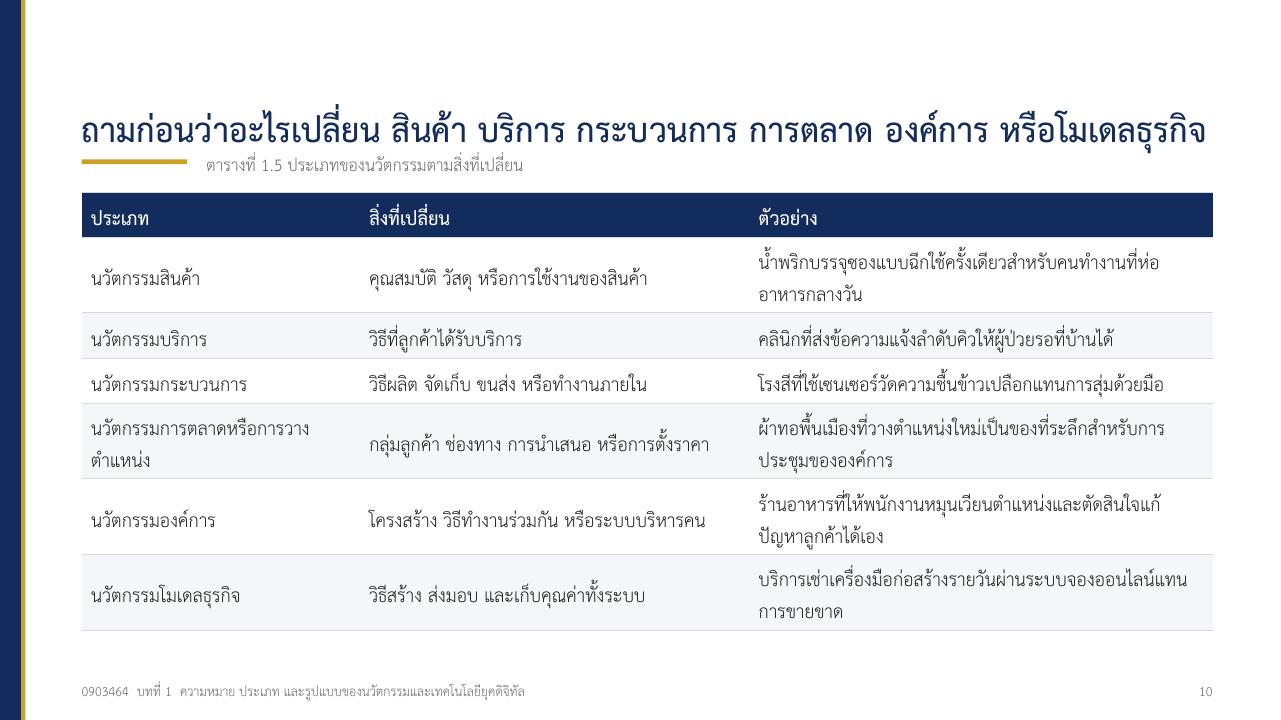 ถามก่อนว่าอะไรเปลี่ยน สินค้า บริการ กระบวนการ การตลาด องค์การ หรือโมเดลธุรกิจ
ตารางที่ 1.5 ประเภทของนวัตกรรมตามสิ่งที่เปลี่ยน
ประเภท สิ่งที่เปลี่ยน ตัวอย่าง
นวัตกรรมสินค้า คุณสมบัติ วัสดุ หรือการใช้งานของสินค้า น้ำพริกบรรจุซองแบบฉีกใช้ครั้งเดียวสำหรับคนทำงานที่ห่อ
อาหารกลางวัน
นวัตกรรมบริการ วิธีที่ลูกค้าได้รับบริการ คลินิกที่ส่งข้อความแจ้งลำดับคิวให้ผู้ป่วยรอที่บ้านได้
นวัตกรรมกระบวนการ วิธีผลิต จัดเก็บ ขนส่ง หรือทำงานภายใน โรงสีที่ใช้เซนเซอร์วัดความชื้นข้าวเปลือกแทนการสุ่มด้วยมือ
นวัตกรรมการตลาดหรือการวาง
ตำแหน่ง กลุ่มลูกค้า ช่องทาง การนำเสนอ หรือการตั้งราคา ผ้าทอพื้นเมืองที่วางตำแหน่งใหม่เป็นของที่ระลึกสำหรับการ
ประชุมขององค์การ
นวัตกรรมองค์การ โครงสร้าง วิธีทำงานร่วมกัน หรือระบบบริหารคน ร้านอาหารที่ให้พนักงานหมุนเวียนตำแหน่งและตัดสินใจแก้
ปัญหาลูกค้าได้เอง
นวัตกรรมโมเดลธุรกิจ วิธีสร้าง ส่งมอบ และเก็บคุณค่าทั้งระบบ บริการเช่าเครื่องมือก่อสร้างรายวันผ่านระบบจองออนไลน์แทน
การขายขาด
0903464 บทที่ 1 ความหมาย ประเภท และรูปแบบของนวัตกรรมและเทคโนโลยียุคดิจิทัล 10